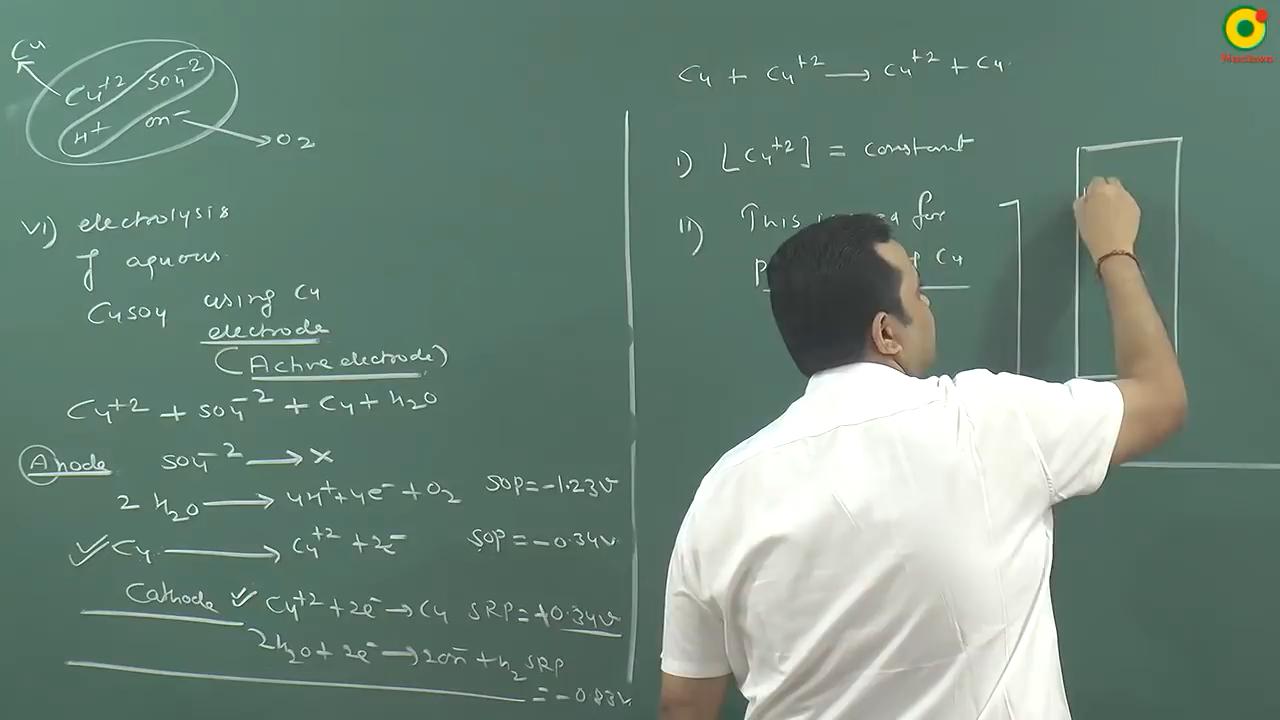 Cu
Cu+2 SO4-2
H+ OH-
O2
vi) electrolysis
of aquous
CuSO4 using Cu
electrode
(Active electrode)
Cu+2 + SO4-2 + Cu + H2O
Anode SO4-2 → x
2 H2O → 4H+ + 4e- + O2 SOP = -1.23V
✓ Cu → Cu+2 + 2e- SOP = -0.34V
Cathode ✓ Cu+2 + 2e- → Cu SRP = +0.34V
2H2O + 2e- → 2OH- + H2 SRP
= -0.83V
Cu + Cu+2 → Cu+2 + Cu
i) [Cu+2] = constant
ii) This for
Cu